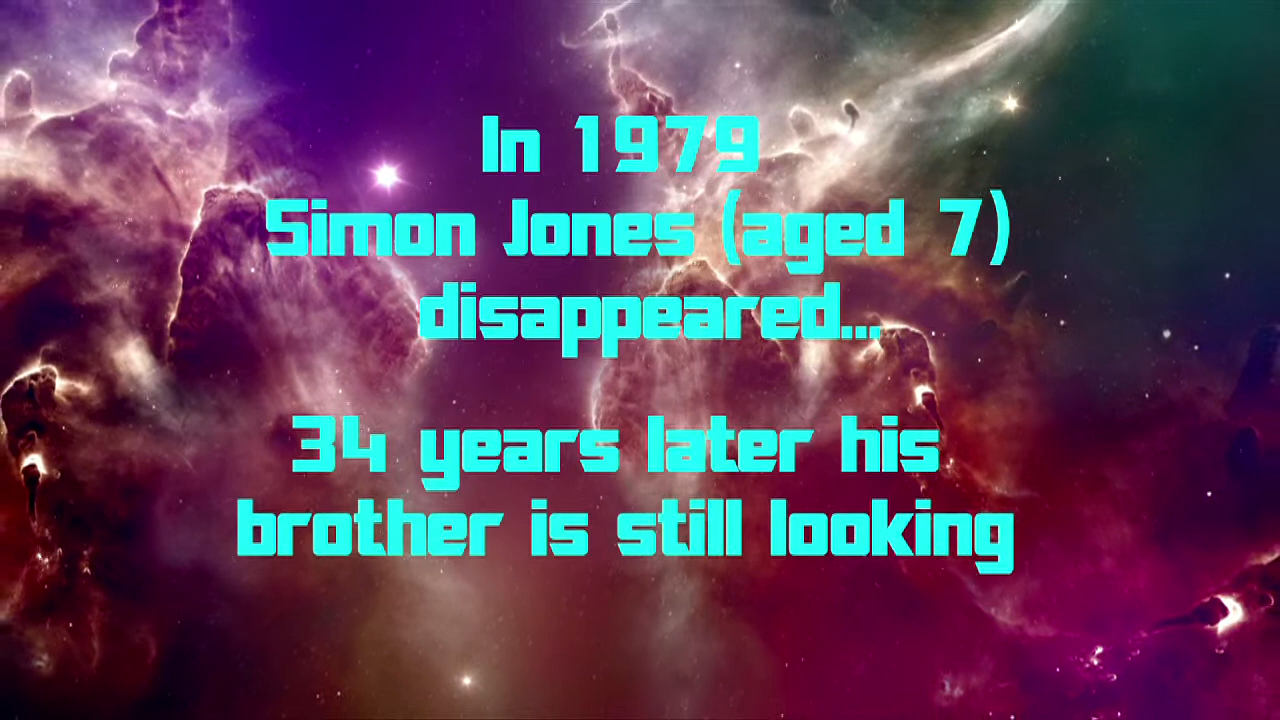 In 1979
Simon Jones (aged 7)
disappeared...
34 years later his
brother is still looking